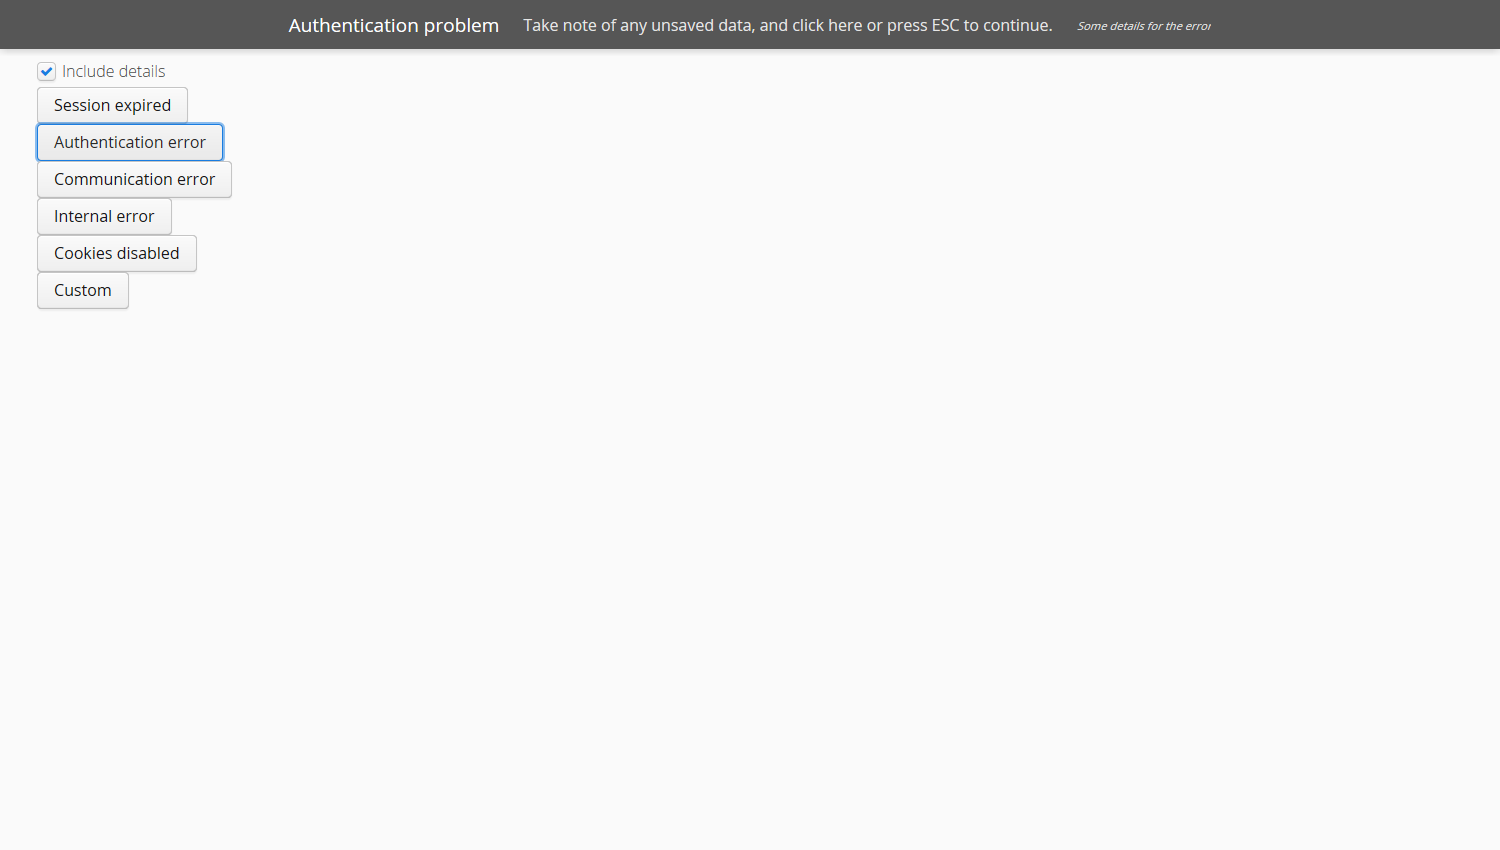 Authentication problem Take note of any unsaved data, and click here or press ESC to continue. Some details for the error
Include details
Session expired
Authentication error
Communication error
Internal error
Cookies disabled
Custom